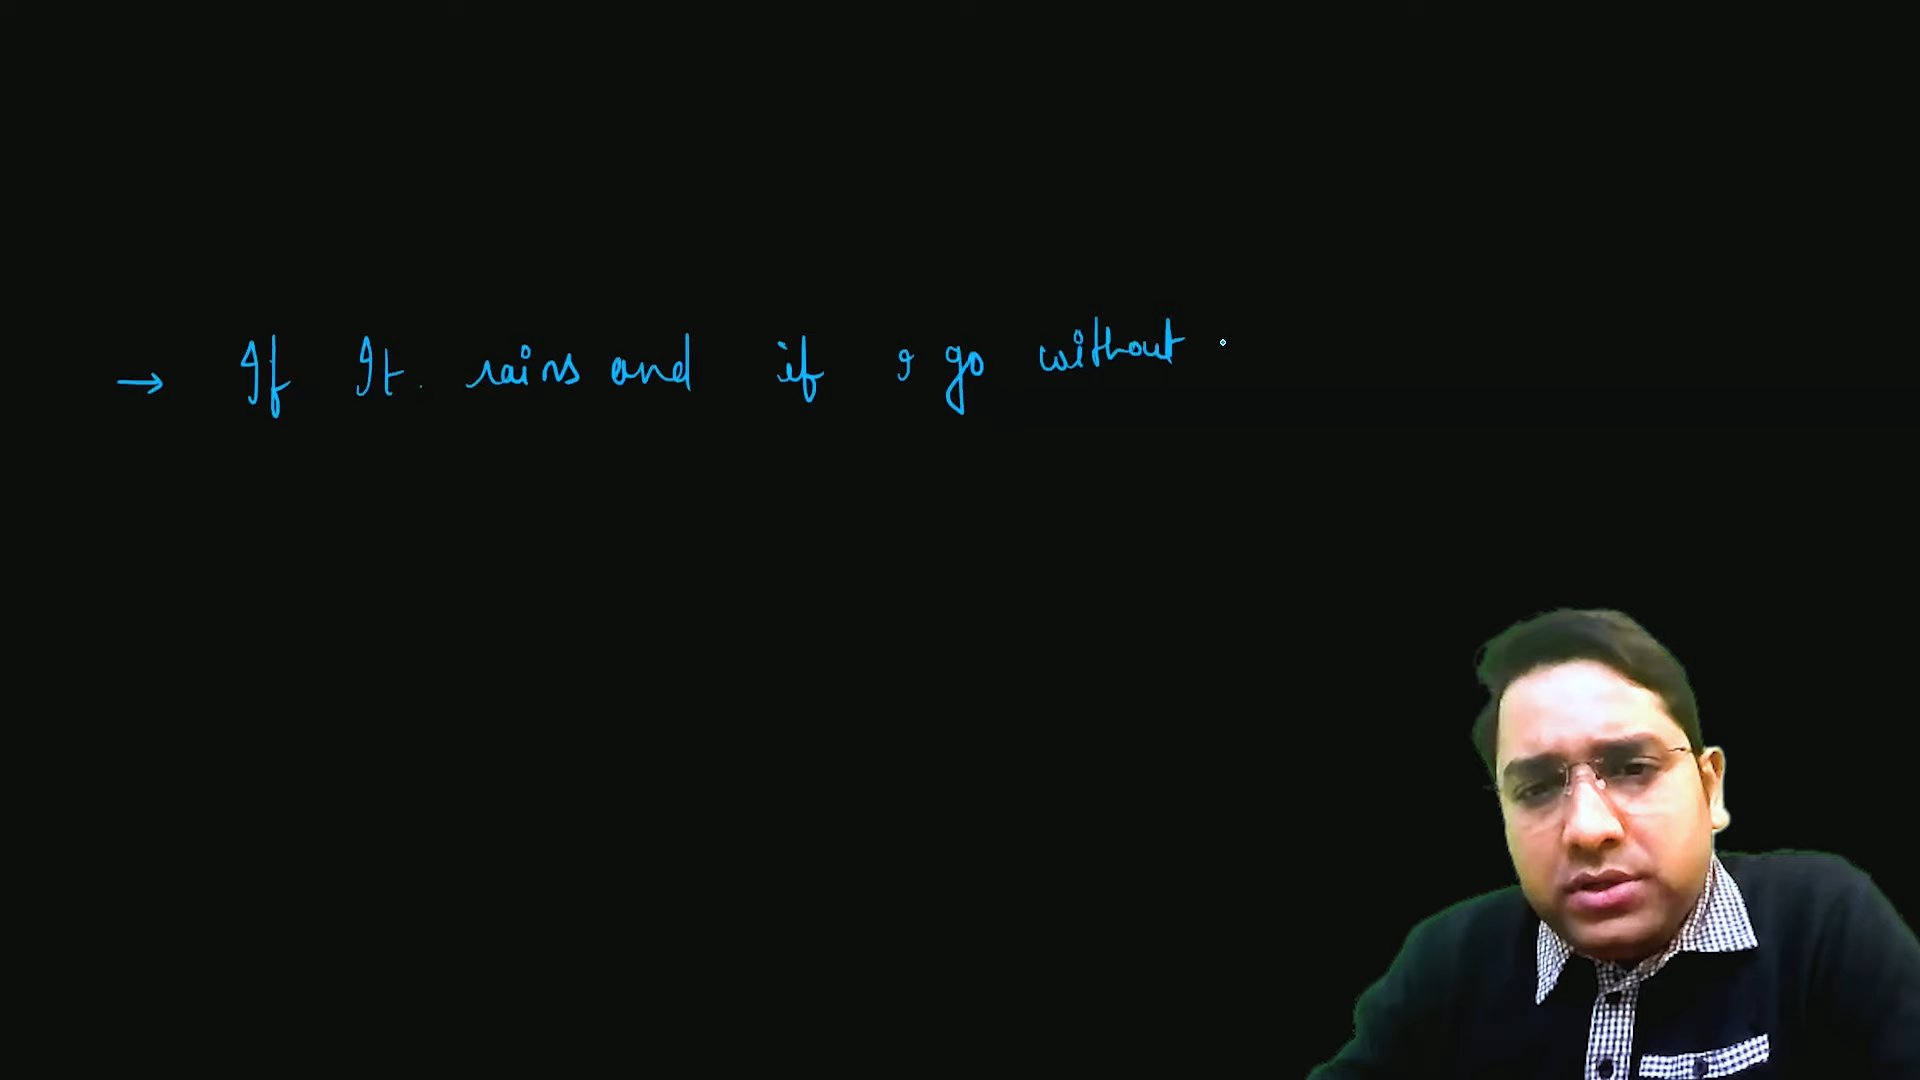 → If It rains and if I go without